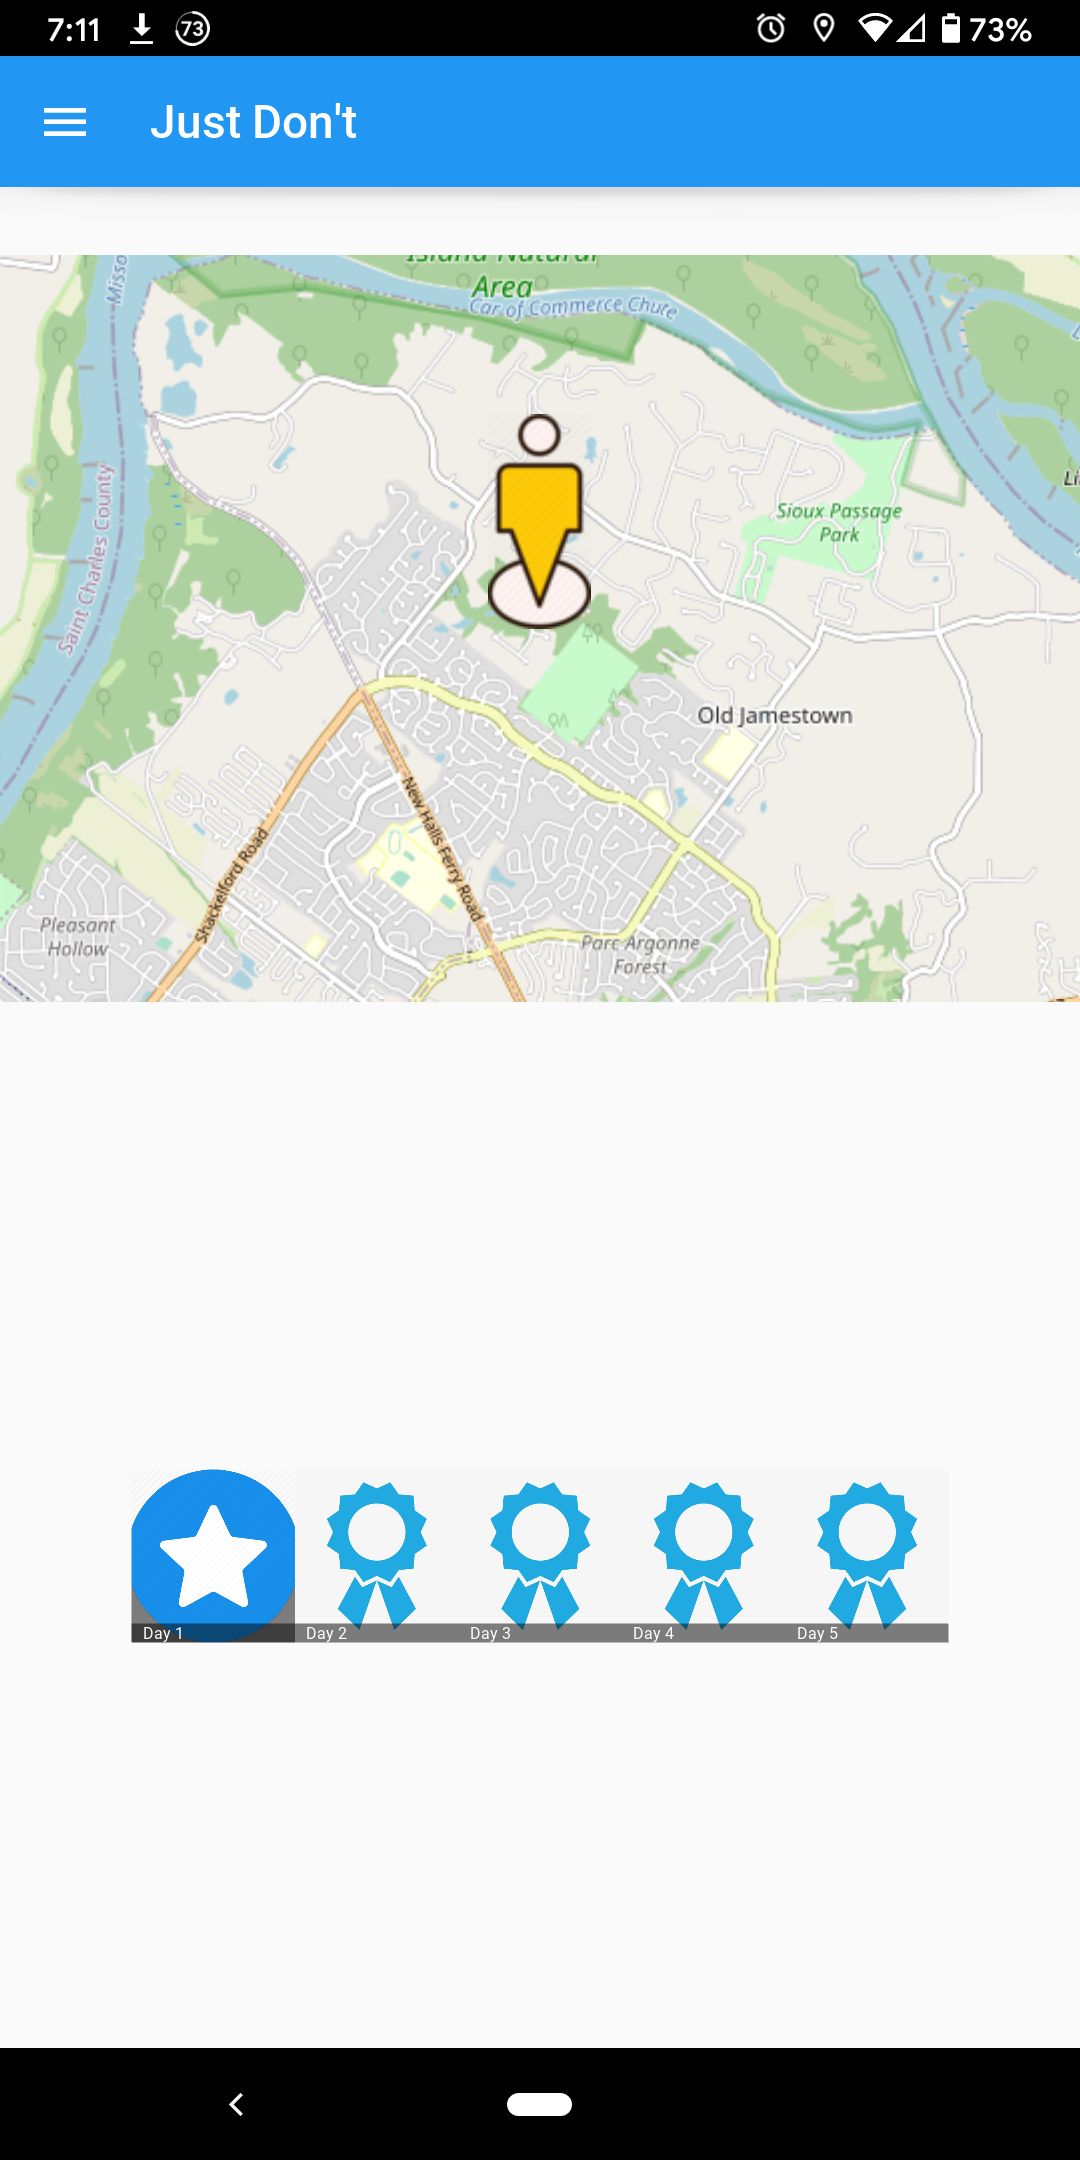 7:11
73
73%
Just Don't
Island Natural
Area
Car of Commerce Chute
Misso
Saint Charles County
Sioux Passage
Park
Li
Old Jamestown
New Halls Ferry Road
Shackelford Road
Pleasant
Hollow
Parc Argonne
Forest
Day 1
Day 2
Day 3
Day 4
Day 5